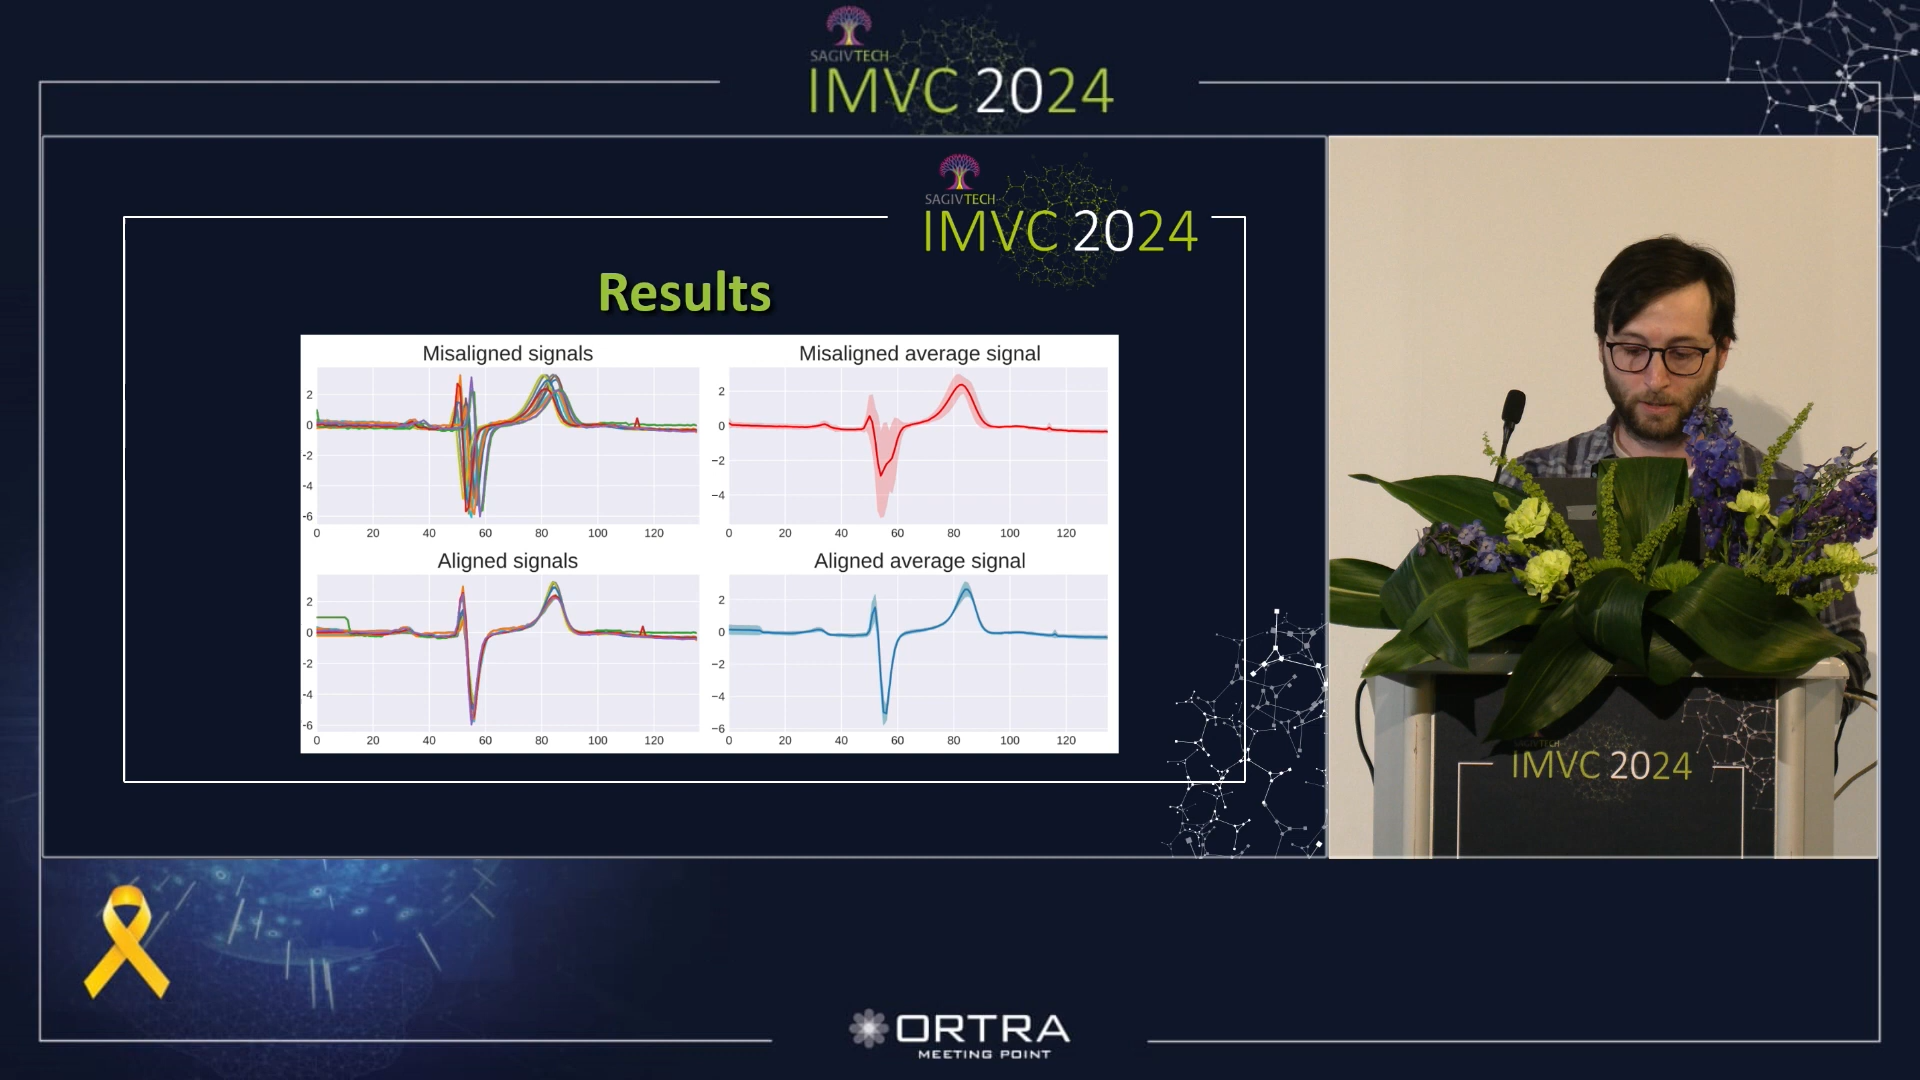 SAGIVTECH
IMVC 2024
SAGIVTECH
IMVC 2024
Results
Misaligned signals
2
0
-2
-4
-6
0 20 40 60 80 100 120
Misaligned average signal
2
0
−2
−4
0 20 40 60 80 100 120
Aligned signals
2
0
-2
-4
-6
0 20 40 60 80 100 120
Aligned average signal
2
0
−2
−4
−6
0 20 40 60 80 100 120
IMVC 2024
ORTRA
MEETING POINT